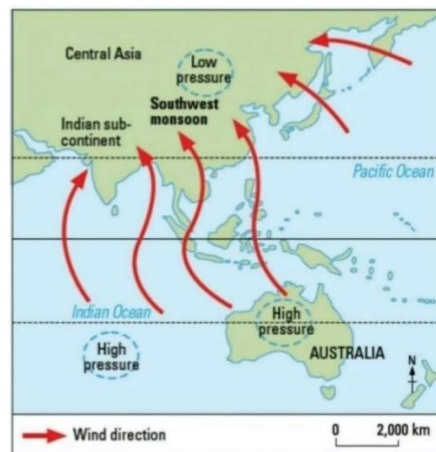 Central Asia
Low
pressure
Southwest
monsoon
Indian sub-
continent
Pacific Ocean
Indian Ocean
High
pressure
High
pressure
AUSTRALIA
N
Wind direction
0 2,000 km